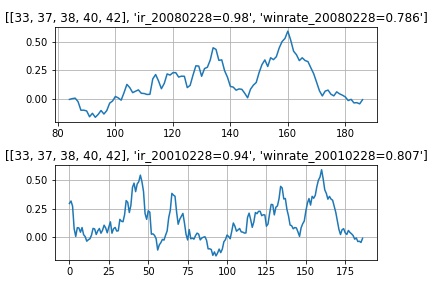 [[33, 37, 38, 40, 42], 'ir_20080228=0.98', 'winrate_20080228=0.786']
0.50
0.25
0.00
80 100 120 140 160 180
[[33, 37, 38, 40, 42], 'ir_20010228=0.94', 'winrate_20010228=0.807']
0.50
0.25
0.00
0 25 50 75 100 125 150 175